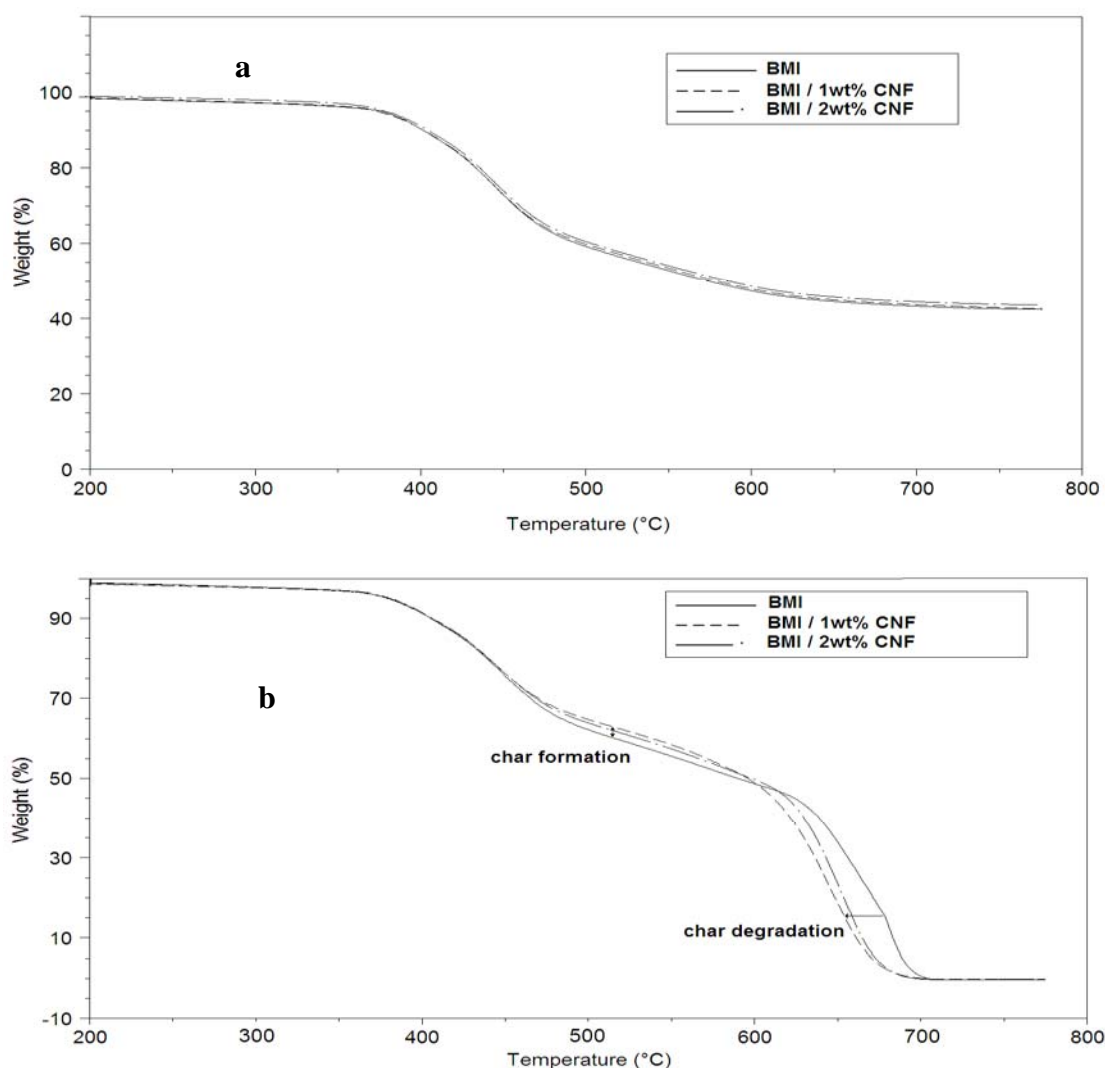 a
BMI
BMI / 1wt% CNF
BMI / 2wt% CNF
100
80
60
40
20
0
Weight (%)
200 300 400 500 600 700 800
Temperature (°C)
b
BMI
BMI / 1wt% CNF
BMI / 2wt% CNF
90
70
50
30
10
-10
Weight (%)
char formation
char degradation
200 300 400 500 600 700 800
Temperature (°C)